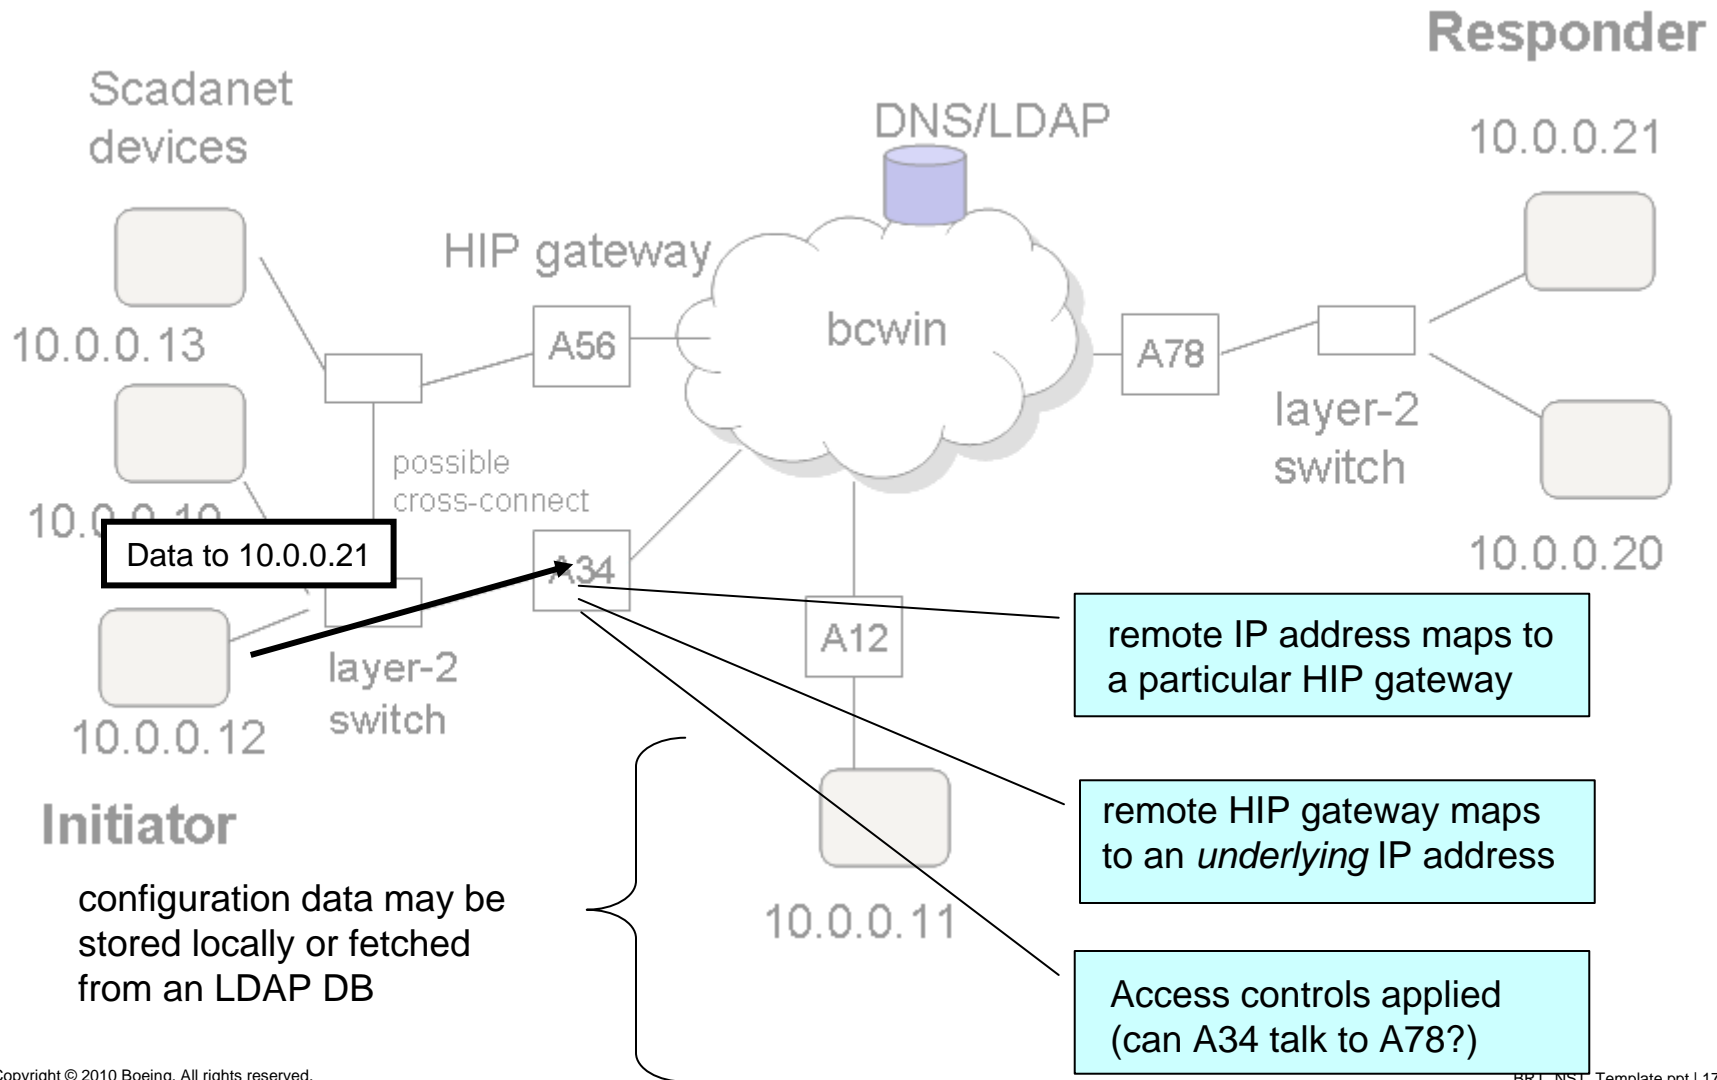 Responder
Scadanet
devices
DNS/LDAP
10.0.0.21
HIP gateway
10.0.0.13
A56
bcwin
A78
layer-2
switch
possible
cross-connect
Data to 10.0.0.21
A34
10.0.0.20
A12
remote IP address maps to
a particular HIP gateway
layer-2
switch
10.0.0.12
Initiator
remote HIP gateway maps
to an underlying IP address
configuration data may be
stored locally or fetched
from an LDAP DB
10.0.0.11
Access controls applied
(can A34 talk to A78?)
Copyright © 2010 Boeing. All rights reserved.
BRT_NST_Template.ppt | 17